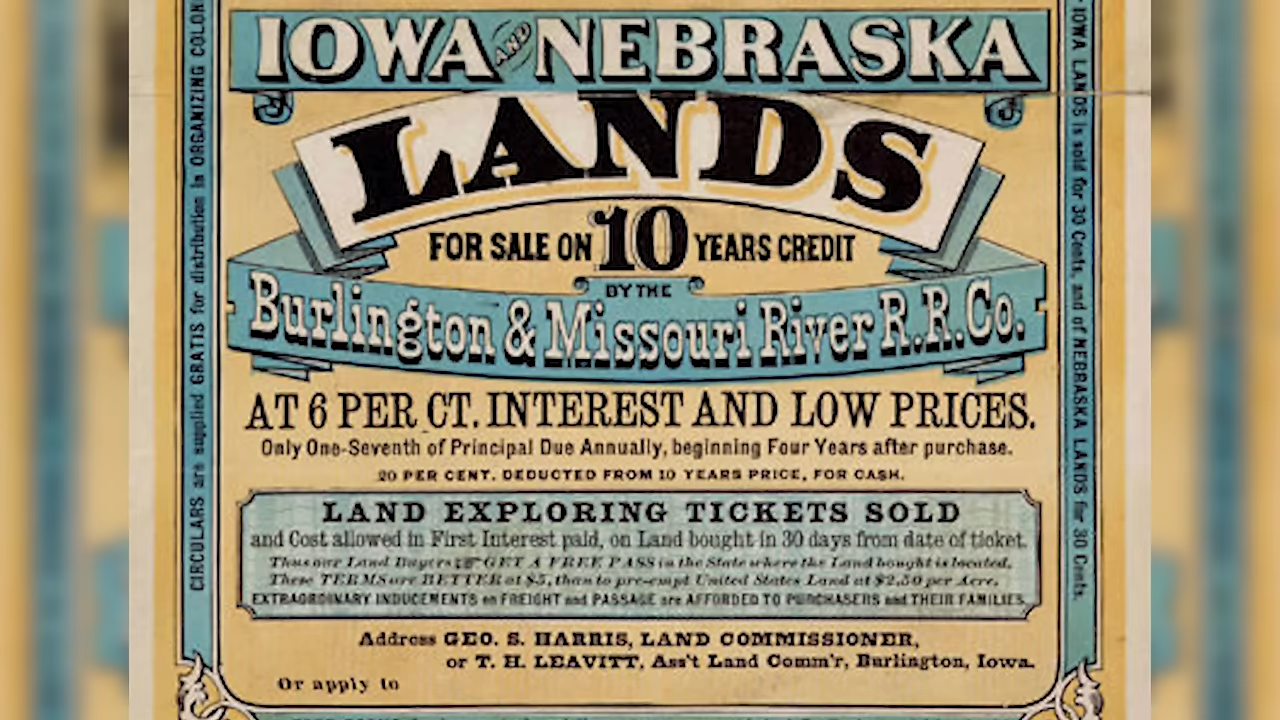 IOWA AND NEBRASKA
LANDS
FOR SALE ON 10 YEARS CREDIT
BY THE
Burlington & Missouri River R.R.Co.
AT 6 PER CT. INTEREST AND LOW PRICES.
Only One-Seventh of Principal Due Annually, beginning Four Years after purchase.
20 PER CENT. DEDUCTED FROM 10 YEARS PRICE, FOR CASH.
LAND EXPLORING TICKETS SOLD
and Cost allowed in First Interest paid, on Land bought in 30 days from date of ticket.
Thus our Land Buyers ☞ GET A FREE PASS in the State where the Land bought is located.
These TERMS are BETTER at $5, than to pre-empt United States Land at $2.50 per Acre.
EXTRAORDINARY INDUCEMENTS on FREIGHT and PASSAGE are AFFORDED TO PURCHASERS and THEIR FAMILIES.
Address GEO. S. HARRIS, LAND COMMISSIONER,
or T. H. LEAVITT, Ass't Land Comm'r, Burlington, Iowa.
Or apply to
CIRCULARS are supplied GRATIS for distribution in ORGANIZING COLON
IOWA LANDS is sold for 30 Cents, and of NEBRASKA LANDS for 30 Cents.